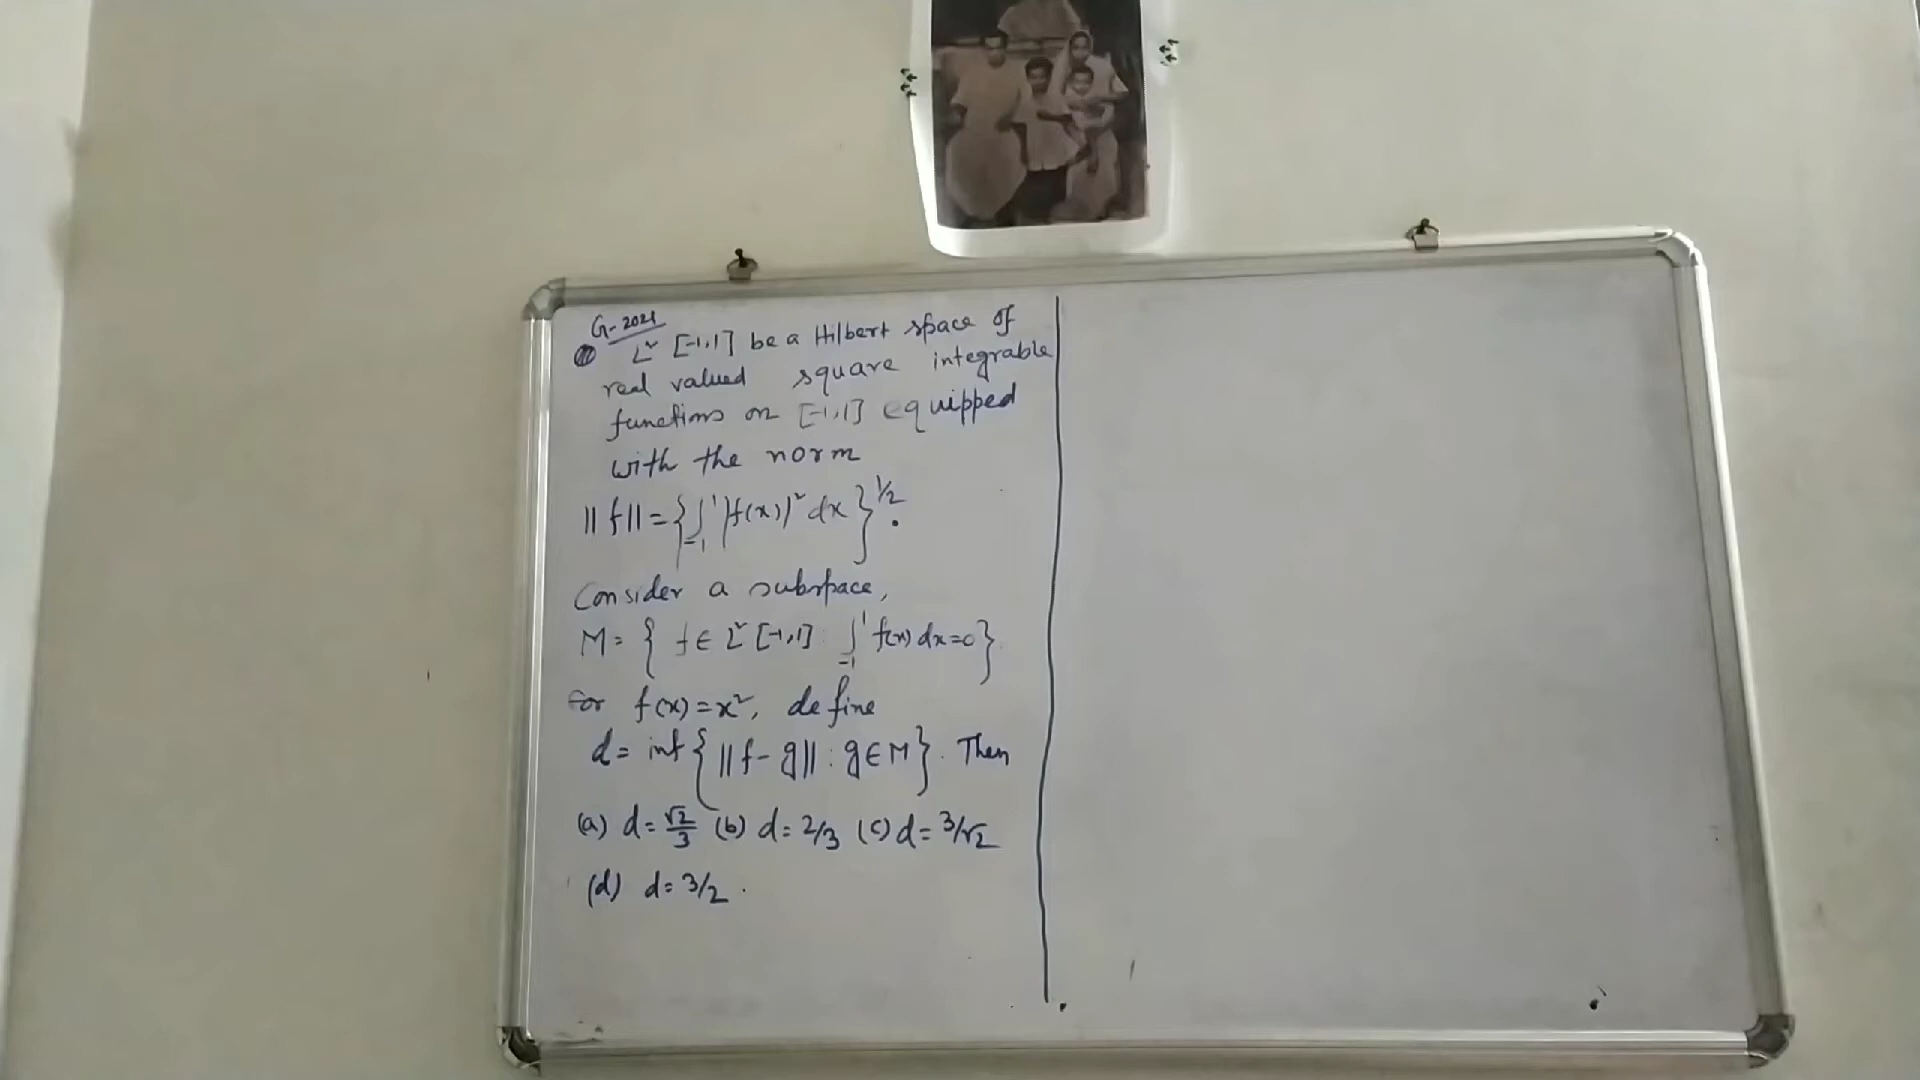 G-2021
L² [-1,1] be a Hilbert space of
real valued square integrable
functions on [-1,1] equipped
with the norm
||f|| = {∫₋₁¹ |f(x)|² dx}^{1/2}.
Consider a subspace,
M = { f ∈ L² [-1,1] : ∫₋₁¹ f(x) dx = 0}
For f(x) = x², define
d = inf { ||f - g|| : g ∈ M}. Then
(a) d = √2/3 (b) d = 2/3 (c) d = 3/√2
(d) d = 3/2.